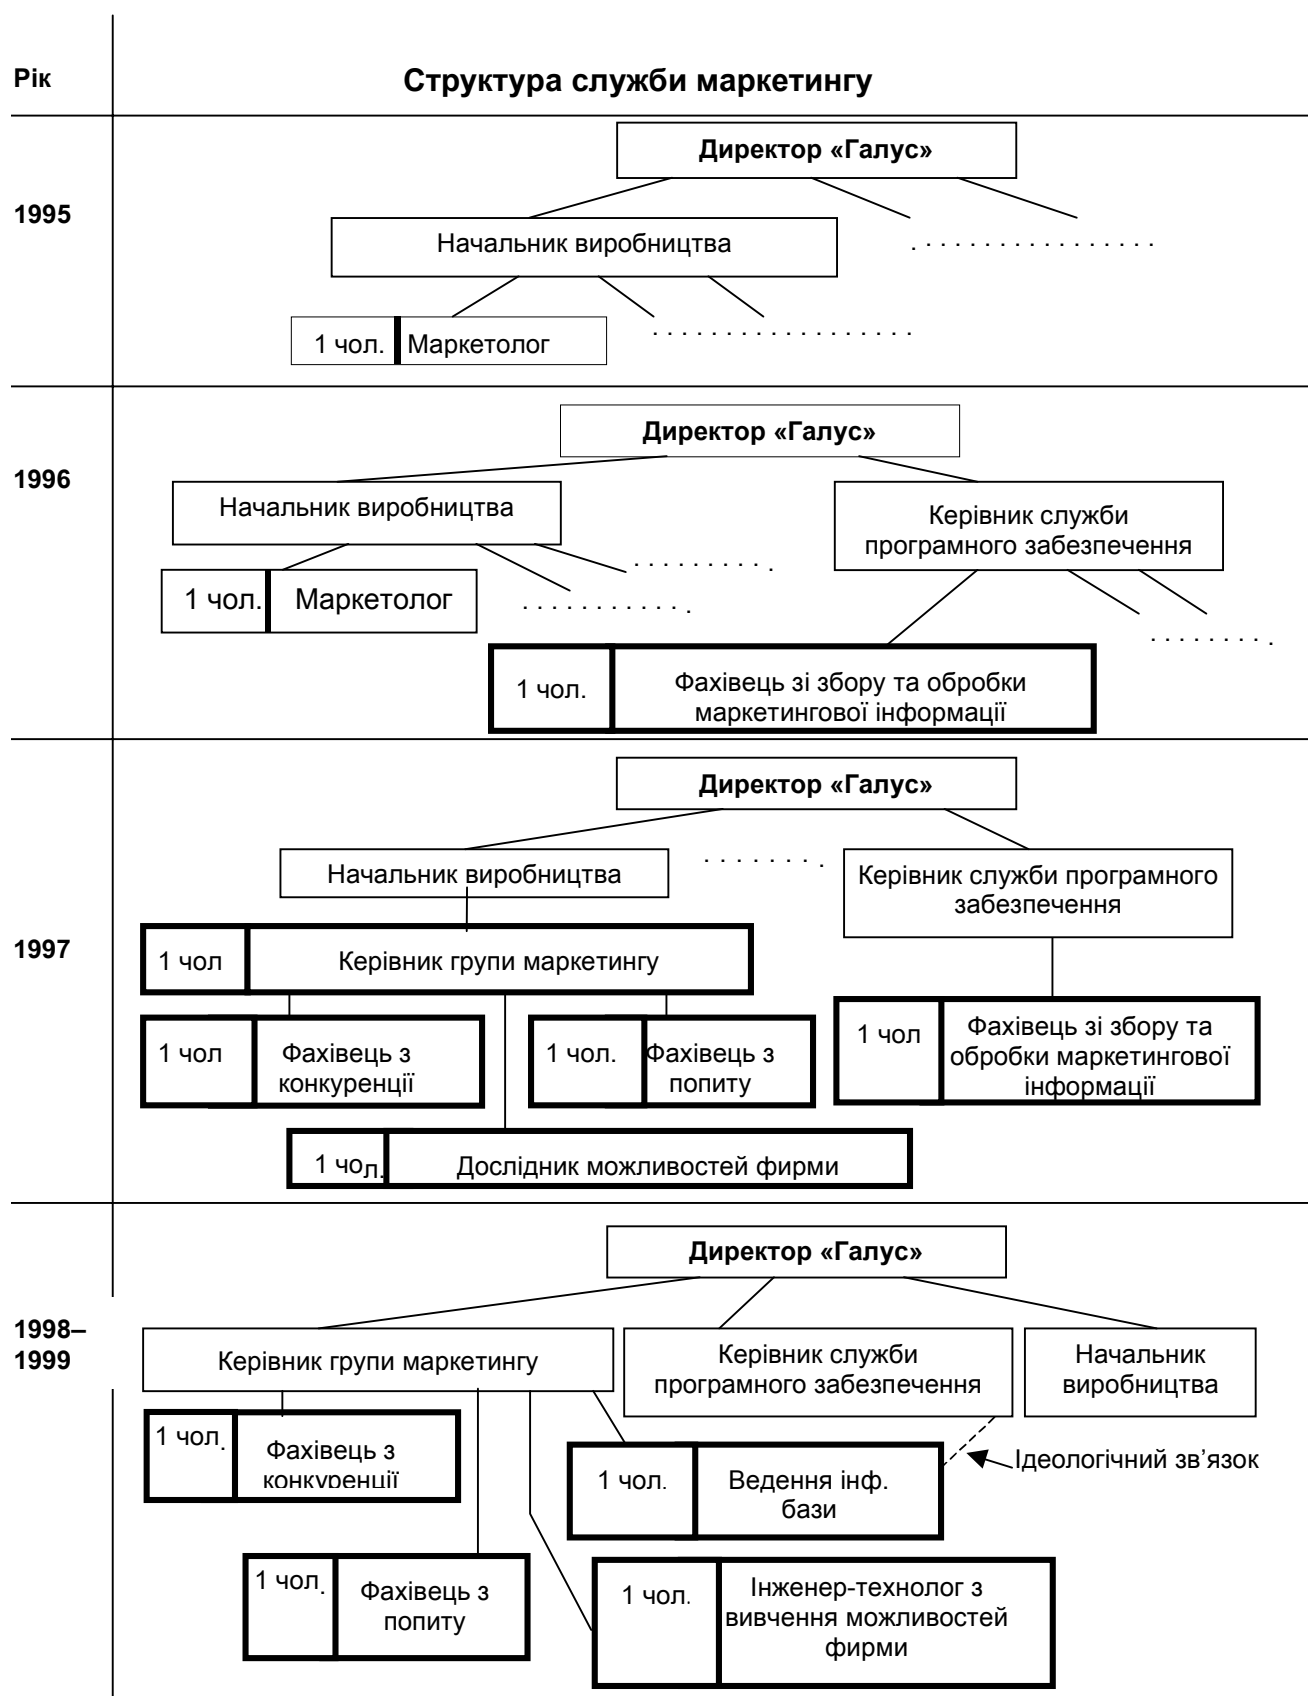 Рік
Структура служби маркетингу
1995
Директор «Галус»
Начальник виробництва
. . . . . . . . . . . . . . . .
1 чол.
Маркетолог
. . . . . . . . . . . . . . . . . .
1996
Директор «Галус»
Начальник виробництва
Керівник служби
програмного забезпечення
. . . . . . . . .
1 чол.
Маркетолог
. . . . . . . . . . . .
. . . . . . . .
1 чол.
Фахівець зі збору та обробки
маркетингової інформації
1997
Директор «Галус»
Начальник виробництва
. . . . . . . .
Керівник служби програмного
забезпечення
1 чол
Керівник групи маркетингу
1 чол
Фахівець з
конкуренції
1 чол.
Фахівець з
попиту
1 чол
Фахівець зі збору та
обробки маркетингової
інформації
1 чол.
Дослідник можливостей фирми
1998–
1999
Директор «Галус»
Керівник групи маркетингу
Керівник служби
програмного забезпечення
Начальник
виробництва
1 чол.
Фахівець з
конкуренції
1 чол.
Ведення інф.
бази
Ідеологічний зв’язок
1 чол.
Фахівець з
попиту
1 чол.
Інженер-технолог з
вивчення можливостей
фирми